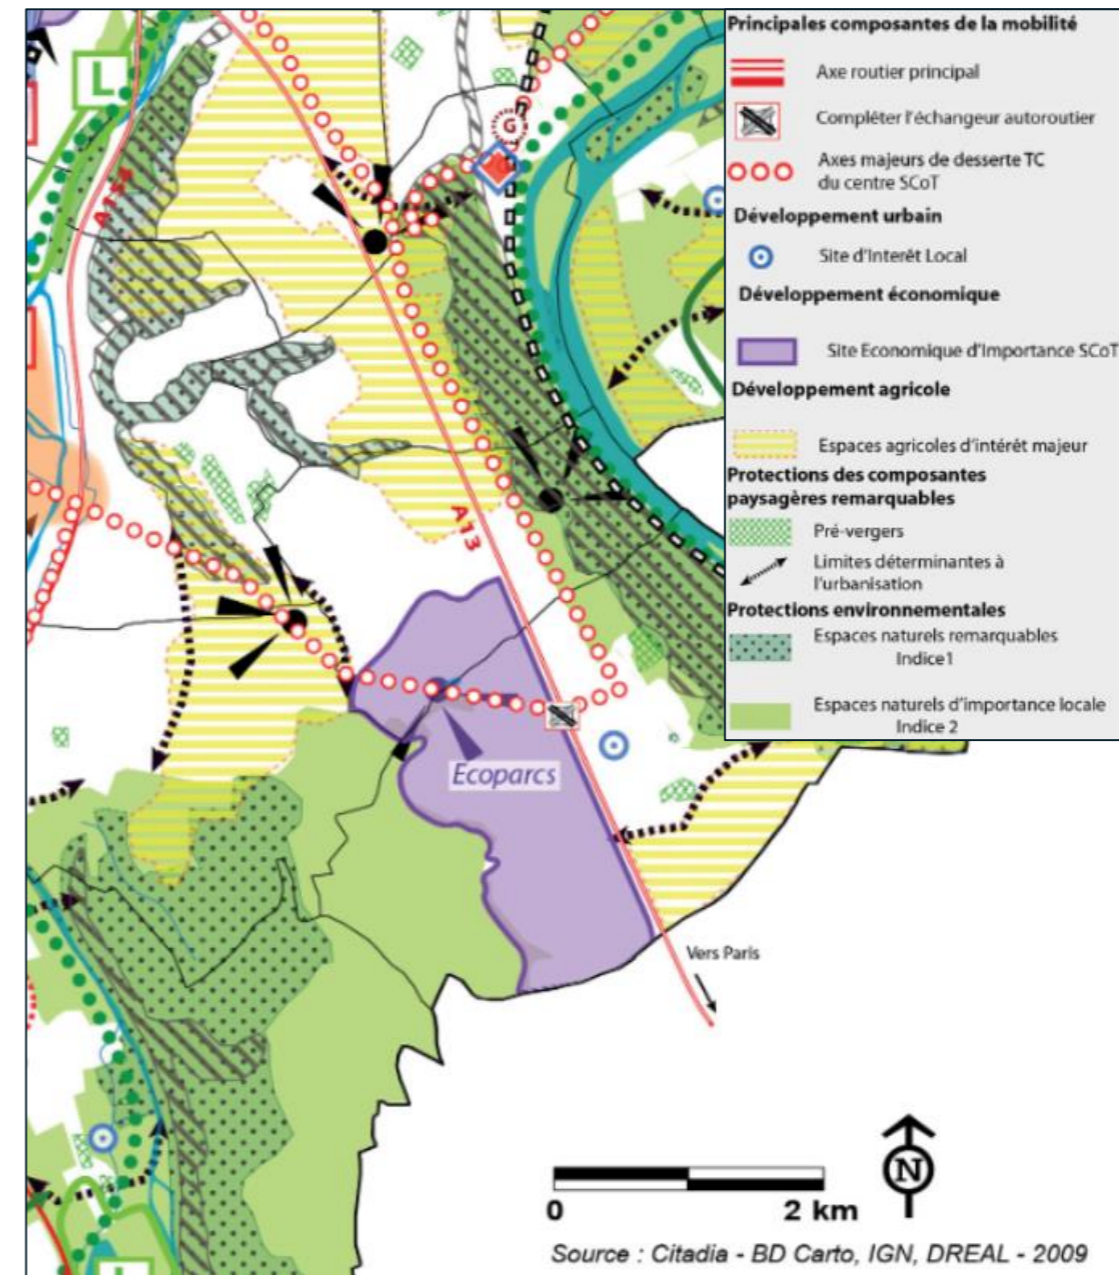 Principales composantes de la mobilité
Axe routier principal
Compléter l'échangeur autoroutier
Axes majeurs de desserte TC
du centre SCoT
Développement urbain
Site d'Interêt Local
Développement économique
Site Economique d'Importance SCoT
Développement agricole
Espaces agricoles d'intérêt majeur
Protections des composantes
paysagères remarquables
Pré-vergers
Limites déterminantes à
l'urbanisation
Protections environnementales
Espaces naturels remarquables
Indice1
Espaces naturels d'importance locale
Indice 2
L
G
A154
A13
Ecoparcs
Vers Paris
N
0 2 km
Source : Citadia - BD Carto, IGN, DREAL - 2009